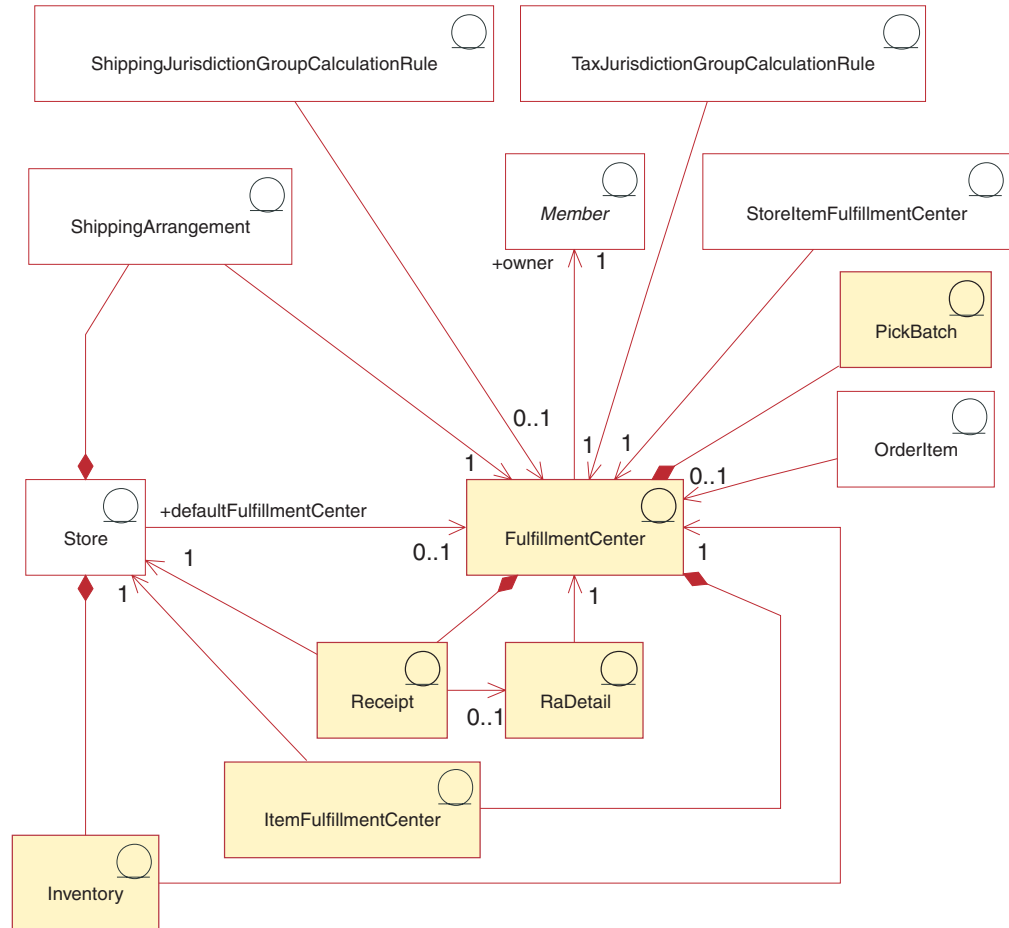 ShippingJurisdictionGroupCalculationRule
TaxJurisdictionGroupCalculationRule
ShippingArrangement
Member
StoreItemFulfillmentCenter
+owner 1
PickBatch
OrderItem
0..1
1
1
1
0..1
Store
+defaultFulfillmentCenter
0..1
FulfillmentCenter
1
1
1
1
Receipt
0..1
RaDetail
ItemFulfillmentCenter
Inventory